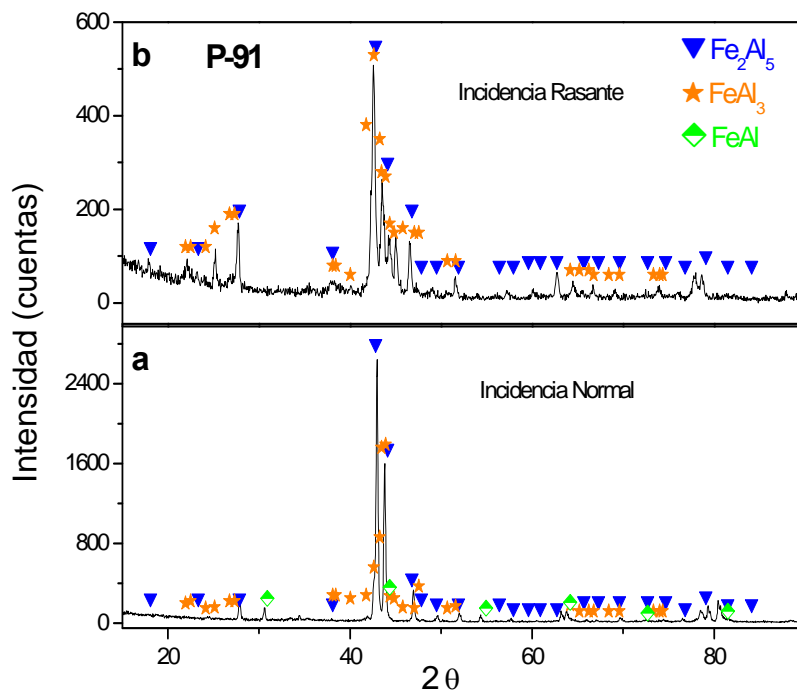 600
b
P-91
Fe2Al5
Incidencia Rasante
FeAl3
400
FeAl
200
0
Intensidad (cuentas)
a
2400
Incidencia Normal
1600
800
0
20 40 60 80
2 θ